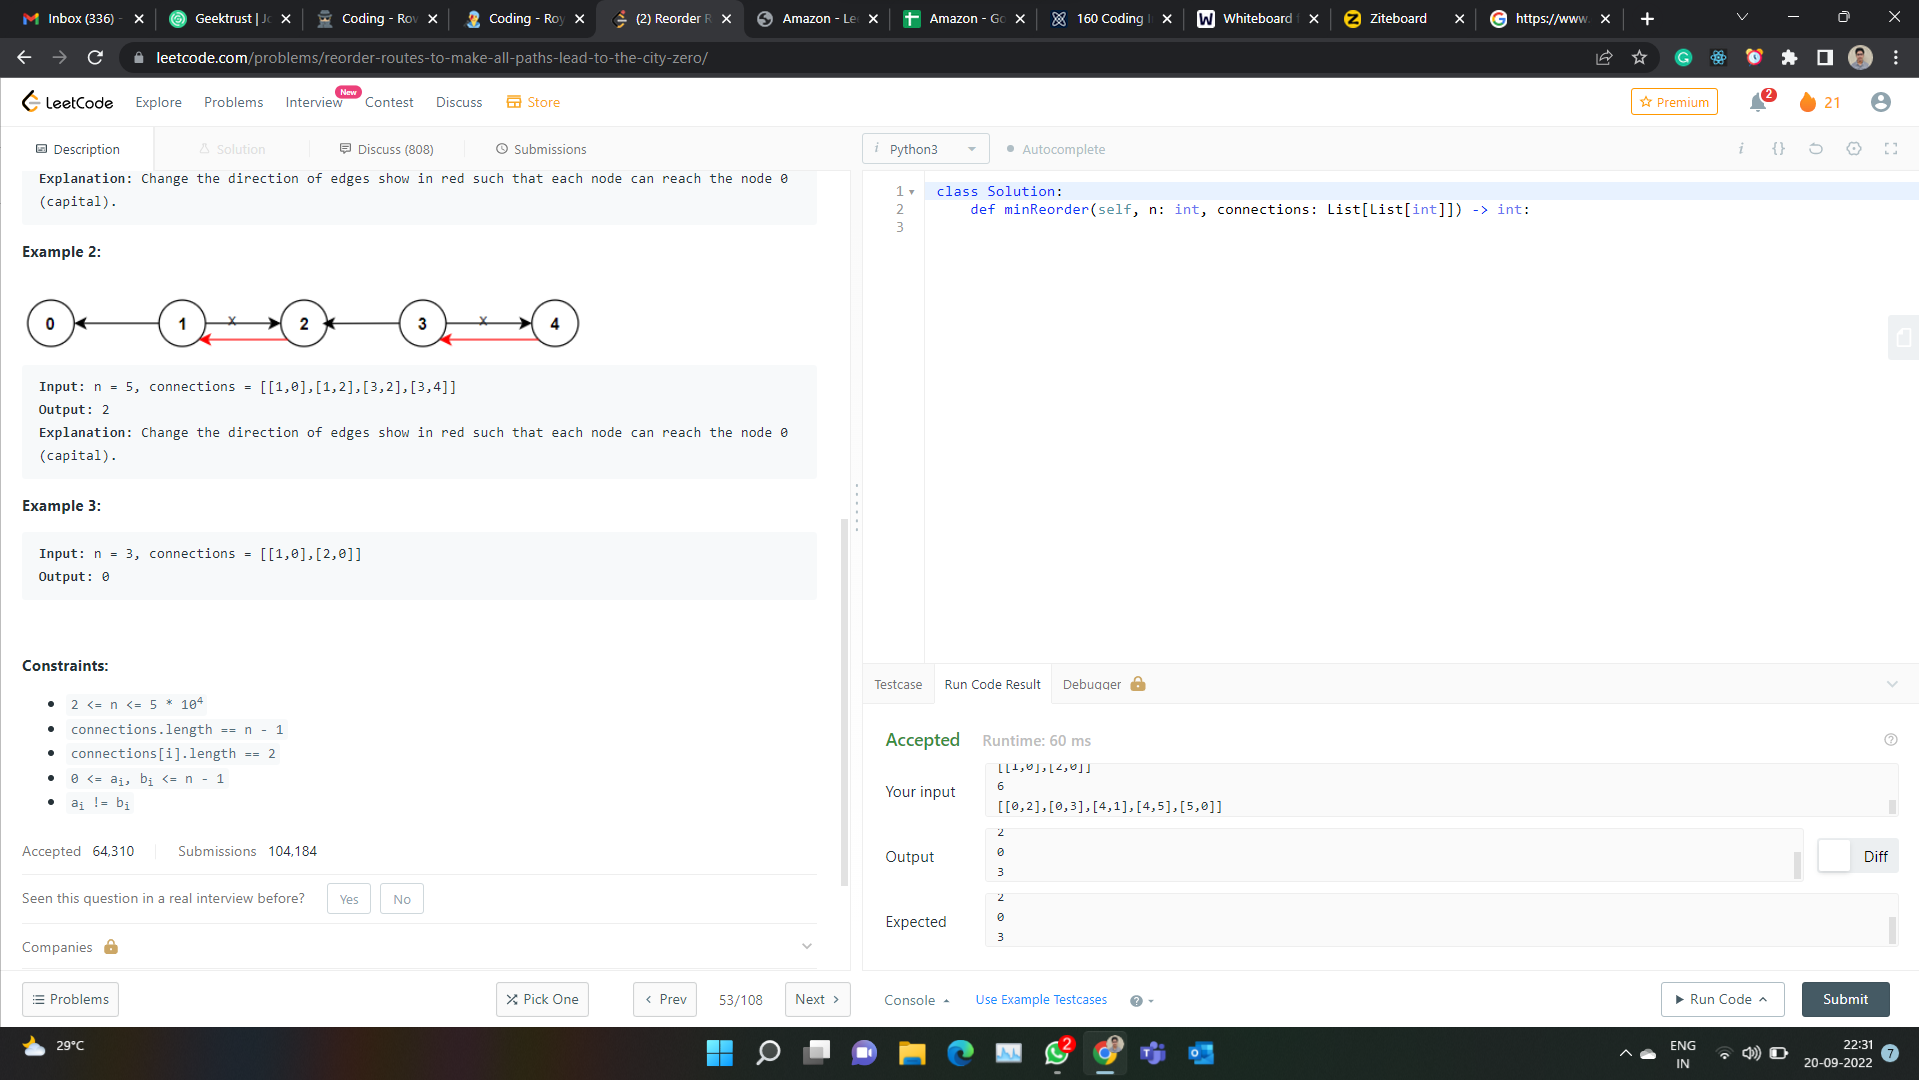 Inbox (336) -
Geektrust | Jo
Coding - Rov
Coding - Roy
(2) Reorder R
Amazon - Le
Amazon - Go
160 Coding I
Whiteboard f
Ziteboard
https://www.
leetcode.com/problems/reorder-routes-to-make-all-paths-lead-to-the-city-zero/
LeetCode
Explore
Problems
Interview
New
Contest
Discuss
Store
Premium
2
21
Description
Solution
Discuss (808)
Submissions
i Python3
Autocomplete
i {}
Explanation: Change the direction of edges show in red such that each node can reach the node 0
(capital).
Example 2:
0 1 x 2 3 x 4
Input: n = 5, connections = [[1,0],[1,2],[3,2],[3,4]]
Output: 2
Explanation: Change the direction of edges show in red such that each node can reach the node 0
(capital).
Example 3:
Input: n = 3, connections = [[1,0],[2,0]]
Output: 0
Constraints:
2 <= n <= 5 * 10⁴
connections.length == n - 1
connections[i].length == 2
0 <= aᵢ, bᵢ <= n - 1
aᵢ != bᵢ
Accepted 64,310
Submissions 104,184
Seen this question in a real interview before?
Yes
No
Companies
Problems
Pick One
Prev
53/108
Next
1 class Solution:
2 def minReorder(self, n: int, connections: List[List[int]]) -> int:
3
Testcase
Run Code Result
Debugger
Accepted
Runtime: 60 ms
Your input
[[1,0],[2,0]]
6
[[0,2],[0,3],[4,1],[4,5],[5,0]]
Output
2
0
3
Diff
Expected
2
0
3
Console
Use Example Testcases
Run Code
Submit
29°C
2
ENG
IN
22:31
20-09-2022
7